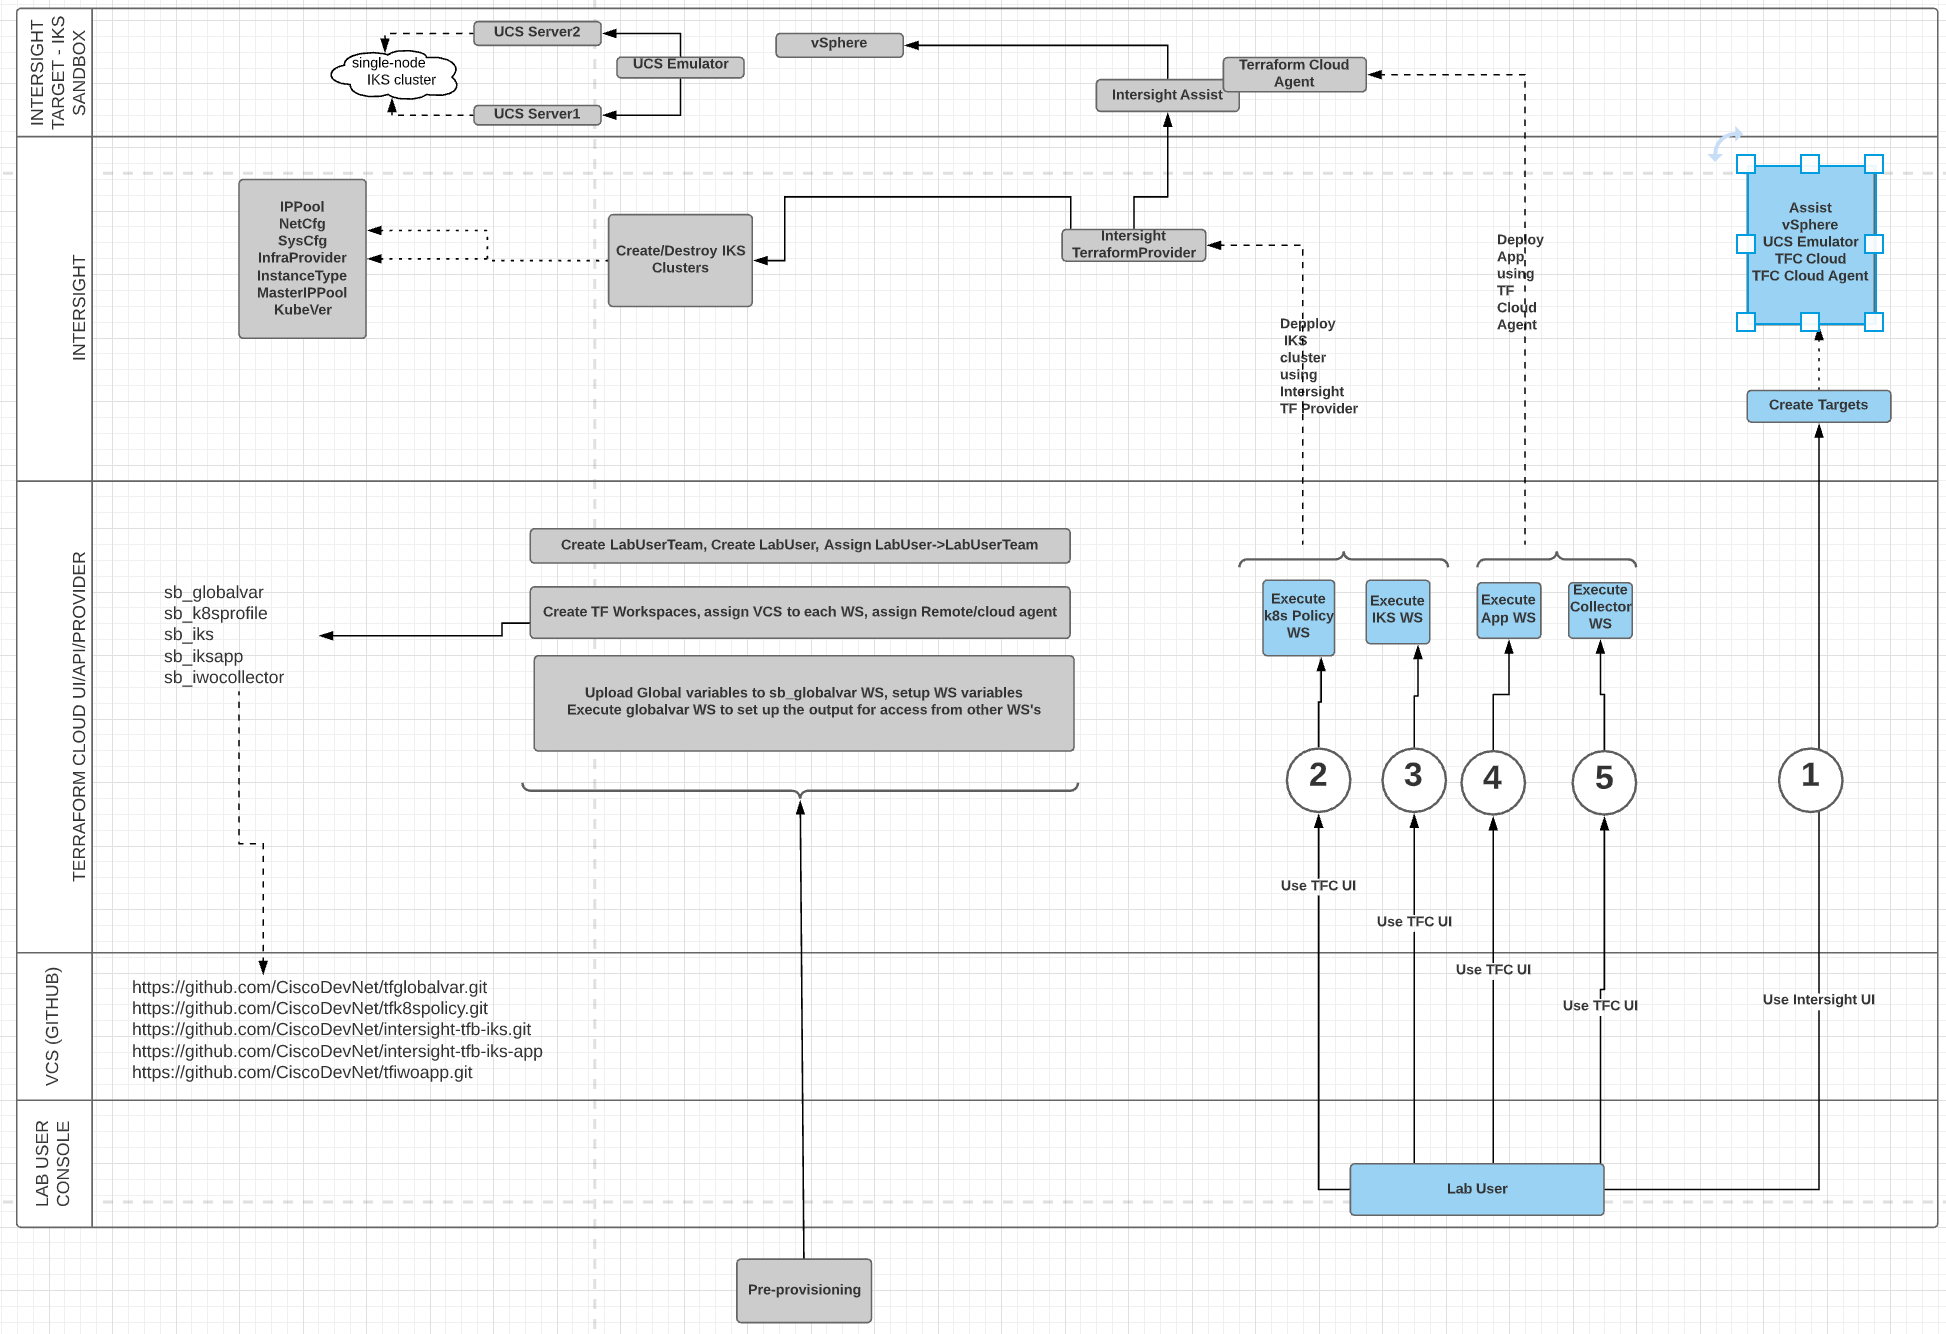 INTERSIGHT
TARGET - IKS
SANDBOX
UCS Server2
single-node
IKS cluster
UCS Emulator
UCS Server1
vSphere
Terraform Cloud
Agent
Intersight Assist
INTERSIGHT
IPPool
NetCfg
SysCfg
InfraProvider
InstanceType
MasterIPPool
KubeVer
Create/Destroy IKS
Clusters
Intersight
TerraformProvider
Depploy
IKS
cluster
using
Intersight
TF Provider
Deploy
App
using
TF
Cloud
Agent
Assist
vSphere
UCS Emulator
TFC Cloud
TFC Cloud Agent
Create Targets
TERRAFORM CLOUD UI/API/PROVIDER
sb_globalvar
sb_k8sprofile
sb_iks
sb_iksapp
sb_iwocollector
Create LabUserTeam, Create LabUser, Assign LabUser->LabUserTeam
Create TF Workspaces, assign VCS to each WS, assign Remote/cloud agent
Upload Global variables to sb_globalvar WS, setup WS variables
Execute globalvar WS to set up the output for access from other WS's
Execute
k8s Policy
WS
Execute
IKS WS
Execute
App WS
Execute
Collector
WS
2
3
4
5
1
Use TFC UI
Use TFC UI
Use TFC UI
Use TFC UI
Use Intersight UI
VCS (GITHUB)
https://github.com/CiscoDevNet/tfglobalvar.git
https://github.com/CiscoDevNet/tfk8spolicy.git
https://github.com/CiscoDevNet/intersight-tfb-iks.git
https://github.com/CiscoDevNet/intersight-tfb-iks-app
https://github.com/CiscoDevNet/tfiwoapp.git
LAB USER
CONSOLE
Lab User
Pre-provisioning